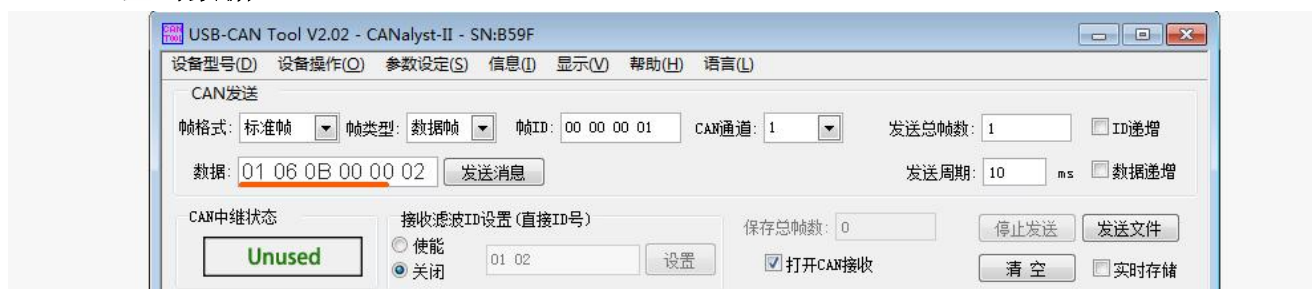 USB-CAN Tool V2.02 - CANalyst-II - SN:B59F
设备型号(D) 设备操作(O) 参数设定(S) 信息(I) 显示(V) 帮助(H) 语言(L)
CAN发送
帧格式: 标准帧 帧类型: 数据帧 帧ID: 00 00 00 01 CAN通道: 1 发送总帧数: 1 ID递增
数据: 01 06 0B 00 00 02 发送消息 发送周期: 10 ms 数据递增
CAN中继状态 接收滤波ID设置(直接ID号) 保存总帧数: 0 停止发送 发送文件
Unused 使能 01 02 设置 打开CAN接收
关闭 清空 实时存储